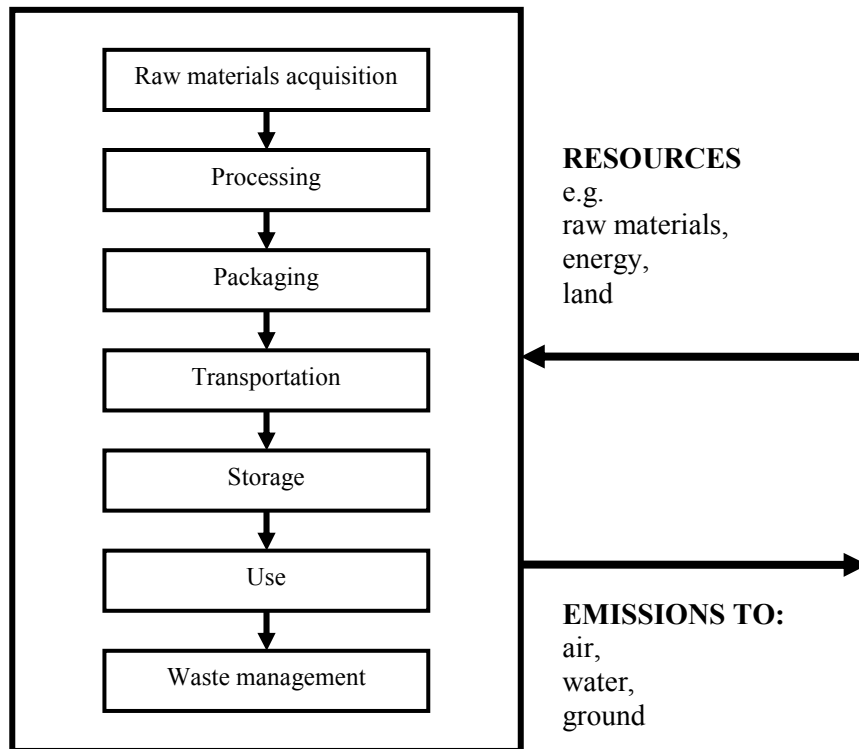 Raw materials acquisition
Processing
Packaging
Transportation
Storage
Use
Waste management
RESOURCES
e.g.
raw materials,
energy,
land
EMISSIONS TO:
air,
water,
ground